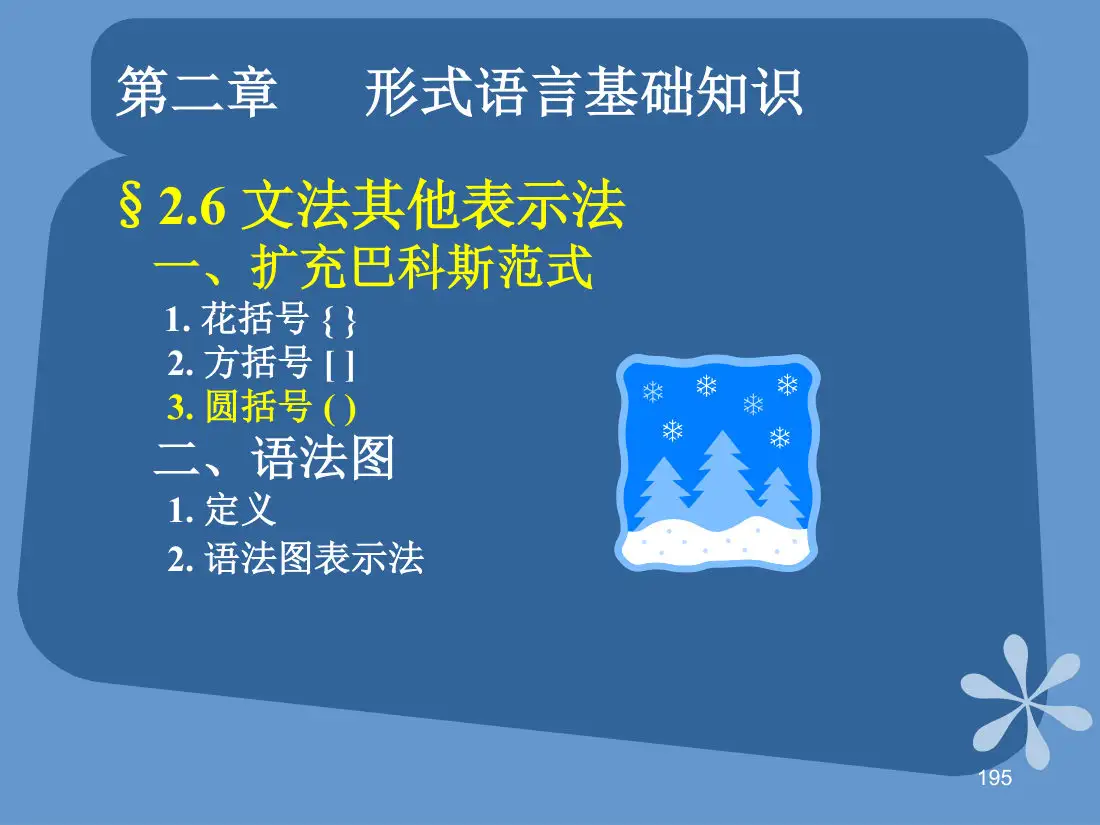 第二章 形式语言基础知识
§2.6 文法其他表示法
一、扩充巴科斯范式
1. 花括号 { }
2. 方括号 [ ]
3. 圆括号 ( )
二、语法图
1. 定义
2. 语法图表示法
195